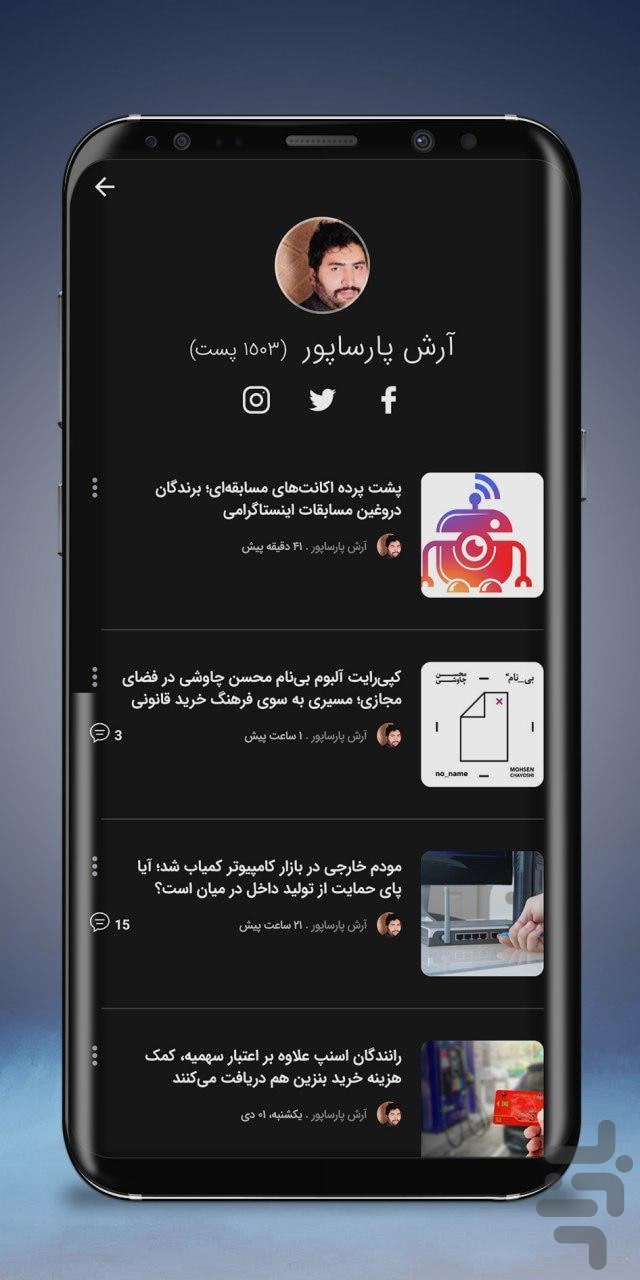 آرش پارساپور (۱۵۰۳ پست)
پشت پرده اکانت‌های مسابقه‌ای؛ برندگان
دروغین مسابقات اینستاگرامی
آرش پارساپور . ۴۱ دقیقه پیش
کپی‌رایت آلبوم بی‌نام محسن چاوشی در فضای
مجازی؛ مسیری به سوی فرهنگ خرید قانونی
آرش پارساپور . ۱ ساعت پیش
3
بی_نام"
محسن
چاوشی
no_name
MOHSEN
CHAVOSHI
مودم خارجی در بازار کامپیوتر کمیاب شد؛ آیا
پای حمایت از تولید داخل در میان است؟
آرش پارساپور . ۲۱ ساعت پیش
15
رانندگان اسنپ علاوه بر اعتبار سهمیه، کمک
هزینه خرید بنزین هم دریافت می‌کنند
آرش پارساپور . یکشنبه، ۰۱ دی
بازار